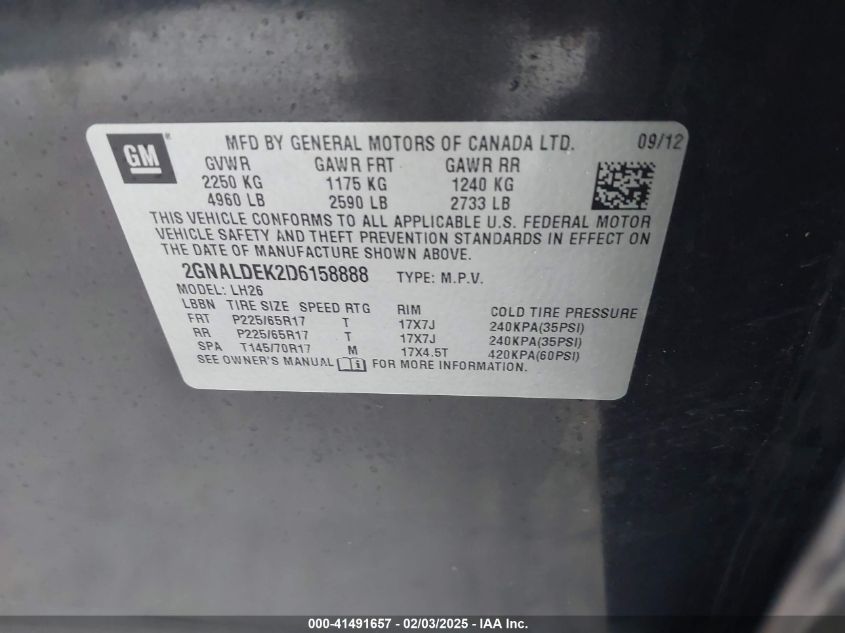 GM
MFD BY GENERAL MOTORS OF CANADA LTD. 09/12
GVWR GAWR FRT GAWR RR
2250 KG 1175 KG 1240 KG
4960 LB 2590 LB 2733 LB
THIS VEHICLE CONFORMS TO ALL APPLICABLE U.S. FEDERAL MOTOR
VEHICLE SAFETY AND THEFT PREVENTION STANDARDS IN EFFECT ON
THE DATE OF MANUFACTURE SHOWN ABOVE.
2GNALDEK2D6158888 TYPE: M.P.V.
MODEL: LH26
LBBN TIRE SIZE SPEED RTG RIM COLD TIRE PRESSURE
FRT P225/65R17 T 17X7J 240KPA(35PSI)
RR P225/65R17 T 17X7J 240KPA(35PSI)
SPA T145/70R17 M 17X4.5T 420KPA(60PSI)
SEE OWNER'S MANUAL FOR MORE INFORMATION.
000-41491657 - 02/03/2025 - IAA Inc.